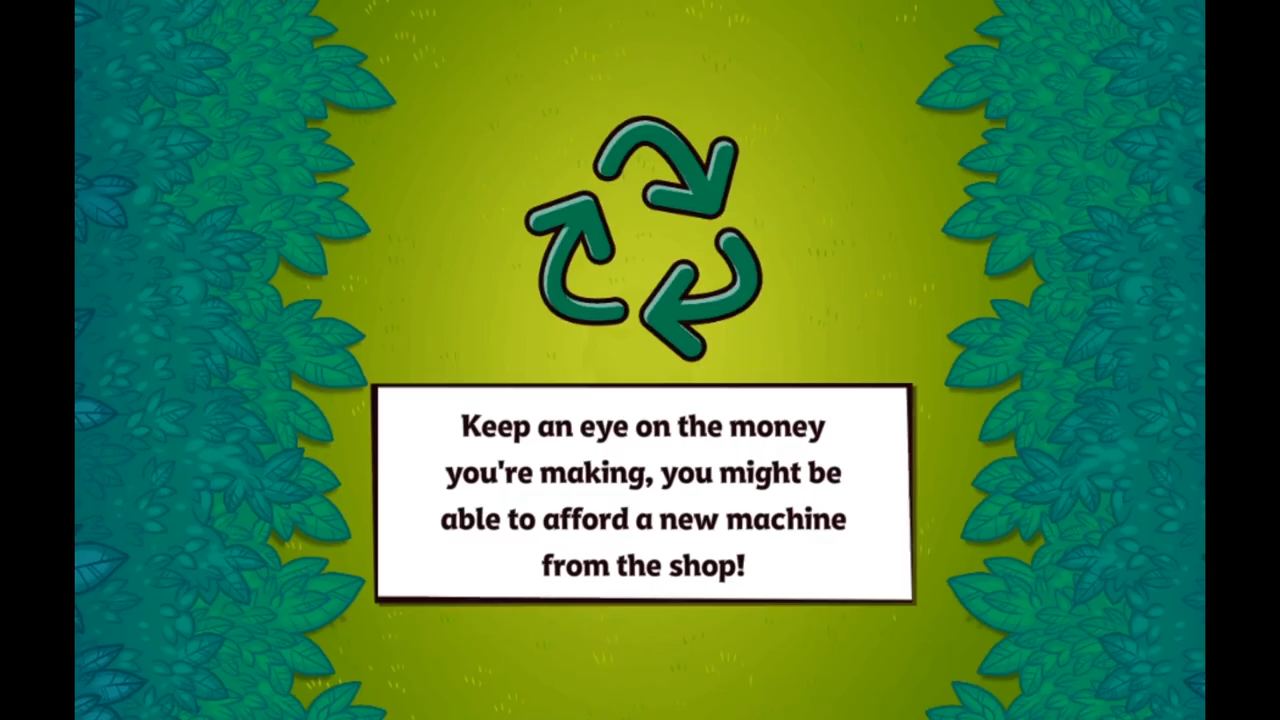 Keep an eye on the money
you're making, you might be
able to afford a new machine
from the shop!